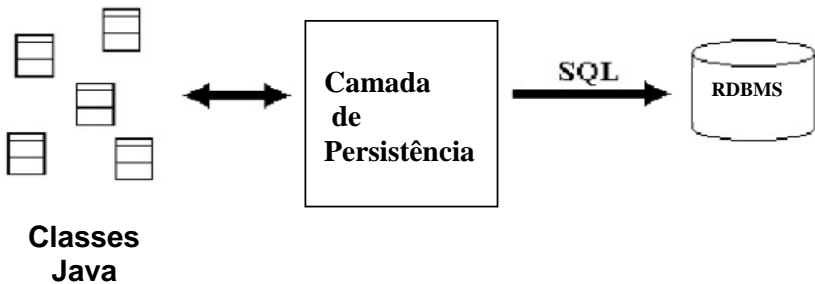 Camada
de
Persistência
SQL
RDBMS
Classes
Java